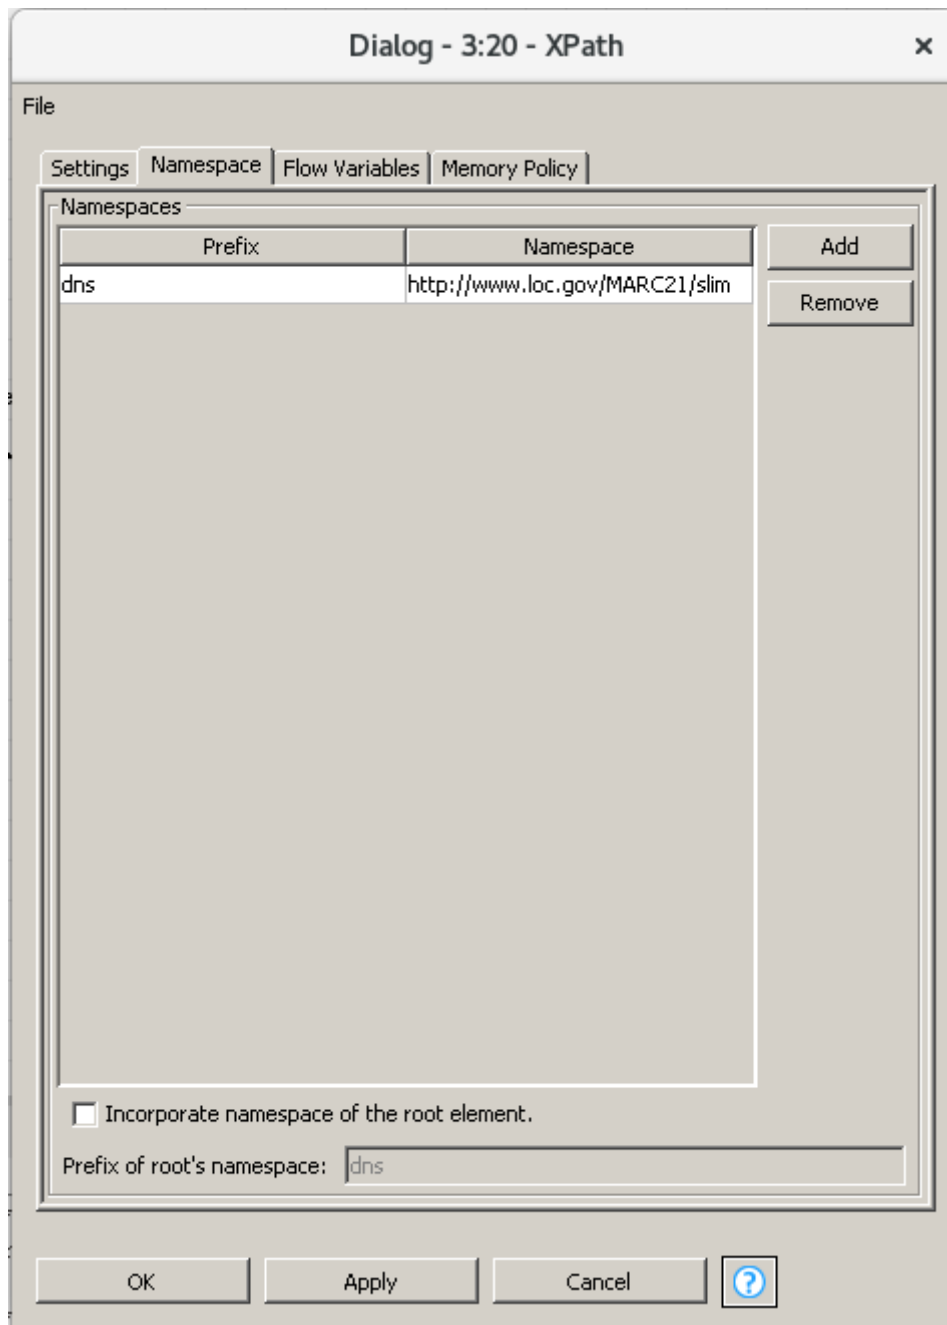 Dialog - 3:20 - XPath ×
File
Settings Namespace Flow Variables Memory Policy
Namespaces
Prefix Namespace Add
dns http://www.loc.gov/MARC21/slim
Remove
Incorporate namespace of the root element.
Prefix of root's namespace: dns
OK Apply Cancel ?